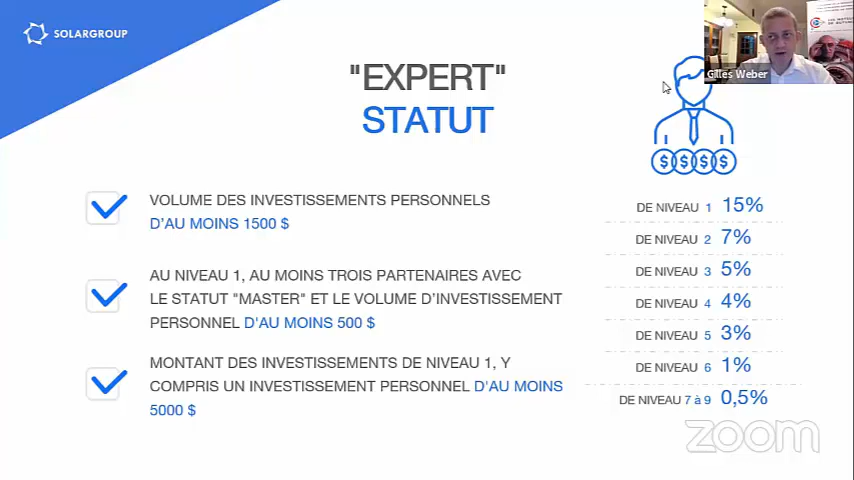 SOLARGROUP
"EXPERT"
STATUT
Gilles Weber
VOLUME DES INVESTISSEMENTS PERSONNELS
D'AU MOINS 1500 $
AU NIVEAU 1, AU MOINS TROIS PARTENAIRES AVEC
LE STATUT "MASTER" ET LE VOLUME D'INVESTISSEMENT
PERSONNEL D'AU MOINS 500 $
MONTANT DES INVESTISSEMENTS DE NIVEAU 1, Y
COMPRIS UN INVESTISSEMENT PERSONNEL D'AU MOINS
5000 $
$ $ $ $
DE NIVEAU 1 15%
DE NIVEAU 2 7%
DE NIVEAU 3 5%
DE NIVEAU 4 4%
DE NIVEAU 5 3%
DE NIVEAU 6 1%
DE NIVEAU 7 à 9 0,5%
zoom